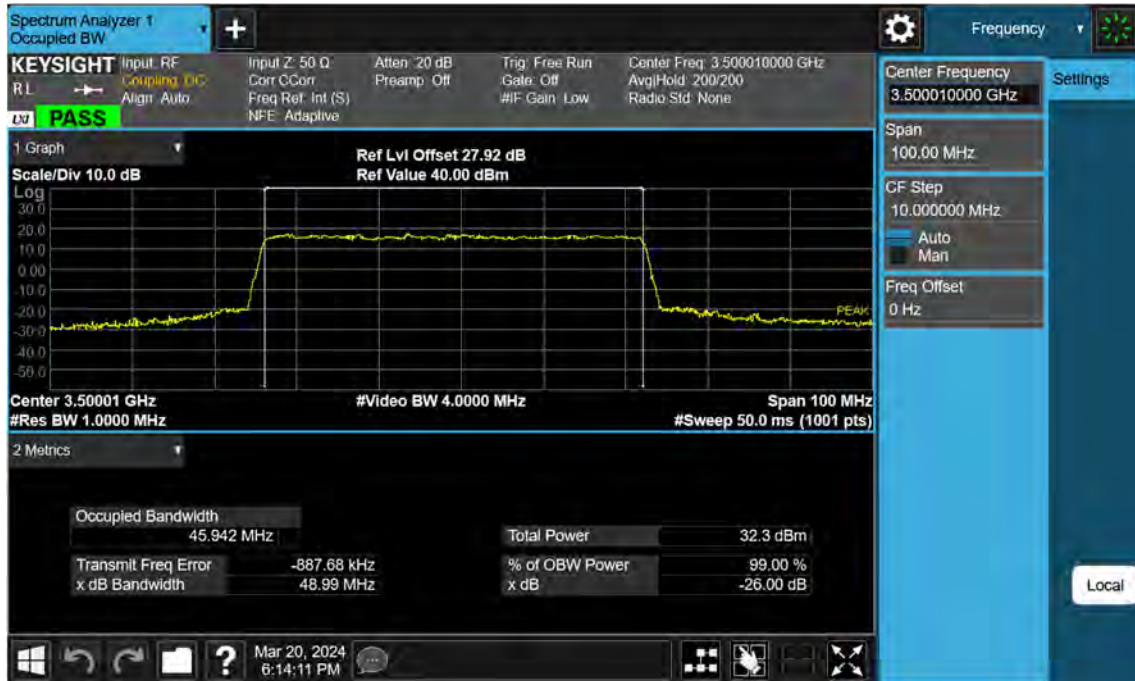 Spectrum Analyzer 1
Occupied BW
+
Frequency
KEYSIGHT
Input: RF
Input Z: 50 Ω
Atten: 20 dB
Trig: Free Run
Center Freq: 3.500010000 GHz
RL
Coupling: DC
Corr CCorr
Preamp: Off
Gate: Off
Avg|Hold: 200/200
Align: Auto
Freq Ref: Int (S)
#IF Gain: Low
Radio Std: None
LXI
PASS
NFE: Adaptive
Center Frequency
3.500010000 GHz
Settings
Span
100.00 MHz
CF Step
10.000000 MHz
Auto
Man
Freq Offset
0 Hz
1 Graph
Ref Lvl Offset 27.92 dB
Scale/Div 10.0 dB
Ref Value 40.00 dBm
Log
30.0
20.0
10.0
0.00
-10.0
-20.0
PEAK
-30.0
-40.0
-50.0
Center 3.50001 GHz
#Video BW 4.0000 MHz
Span 100 MHz
#Res BW 1.0000 MHz
#Sweep 50.0 ms (1001 pts)
2 Metrics
Occupied Bandwidth
45.942 MHz
Total Power
32.3 dBm
Transmit Freq Error
-887.68 kHz
% of OBW Power
99.00 %
x dB Bandwidth
48.99 MHz
x dB
-26.00 dB
Local
?
Mar 20, 2024
6:14:11 PM